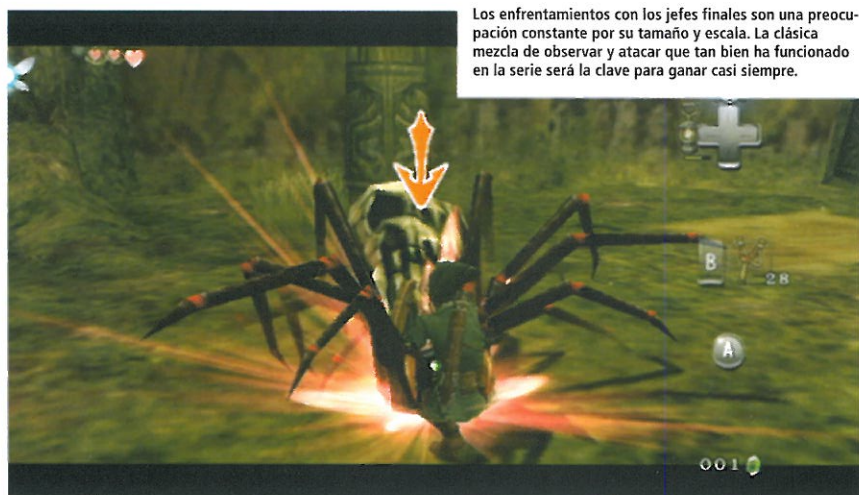 Los enfrentamientos con los jefes finales son una preocu-
pación constante por su tamaño y escala. La clásica
mezcla de observar y atacar que tan bien ha funcionado
en la serie será la clave para ganar casi siempre.
B
28
A
001